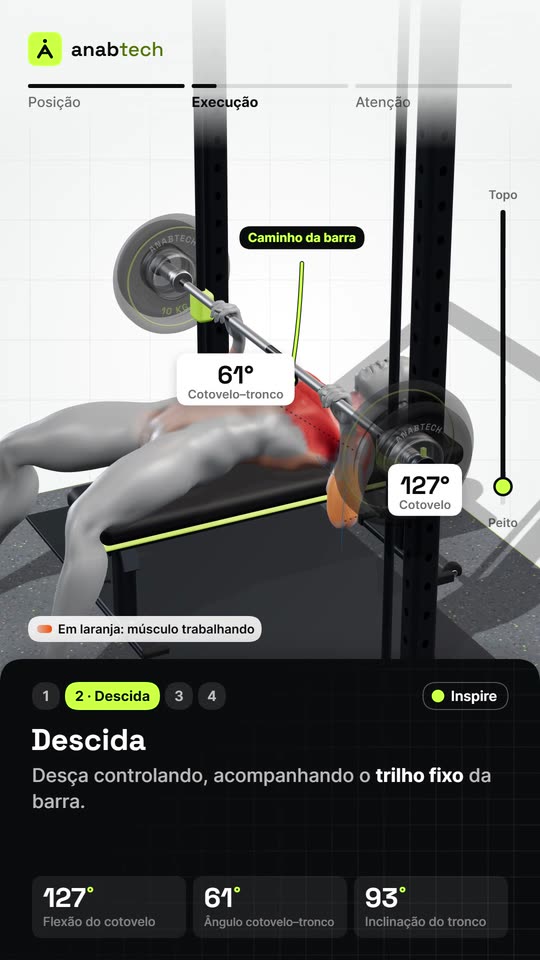 anabtech
Posição
Execução
Atenção
Topo
Caminho da barra
ANABTECH
10 KG
61°
Cotovelo–tronco
ANABTECH
127°
Cotovelo
Peito
Em laranja: músculo trabalhando
1
2 · Descida
3
4
Inspire
Descida
Desça controlando, acompanhando o trilho fixo da
barra.
127°
61°
93°
Flexão do cotovelo
Ângulo cotovelo–tronco
Inclinação do tronco